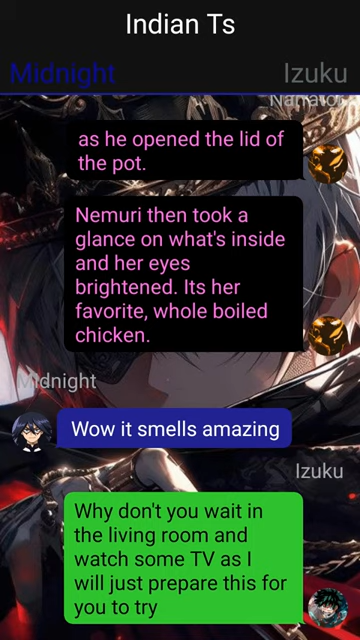 Indian Ts
Midnight
Izuku
Narrator
as he opened the lid of
the pot.
Nemuri then took a
glance on what's inside
and her eyes
brightened. Its her
favorite, whole boiled
chicken.
Midnight
Wow it smells amazing
Izuku
Why don't you wait in
the living room and
watch some TV as I
will just prepare this for
you to try